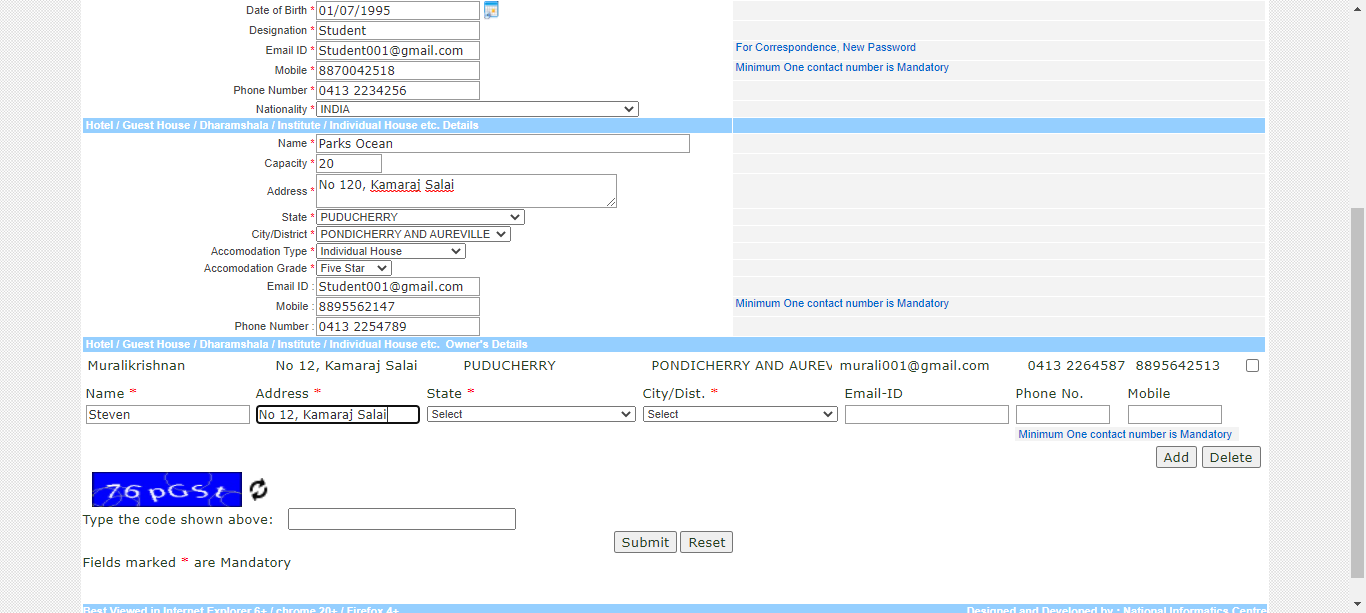 Date of Birth * 01/07/1995
Designation * Student
Email ID * Student001@gmail.com For Correspondence, New Password
Mobile * 8870042518 Minimum One contact number is Mandatory
Phone Number * 0413 2234256
Nationality * INDIA
Hotel / Guest House / Dharamshala / Institute / Individual House etc. Details
Name * Parks Ocean
Capacity * 20
Address * No 120, Kamaraj Salai
State * PUDUCHERRY
City/District * PONDICHERRY AND AUREVILLE
Accomodation Type * Individual House
Accomodation Grade * Five Star
Email ID : Student001@gmail.com
Mobile : 8895562147 Minimum One contact number is Mandatory
Phone Number : 0413 2254789
Hotel / Guest House / Dharamshala / Institute / Individual House etc. Owner's Details
Muralikrishnan No 12, Kamaraj Salai PUDUCHERRY PONDICHERRY AND AUREV murali001@gmail.com 0413 2264587 8895642513
Name * Address * State * City/Dist. * Email-ID Phone No. Mobile
Steven No 12, Kamaraj Salai Select Select
Minimum One contact number is Mandatory
Add Delete
76pGSt
Type the code shown above:
Submit Reset
Fields marked * are Mandatory
Best Viewed in Internet Explorer 6+ / chrome 20+ / Firefox 4+ Designed and Developed by : National Informatics Centre